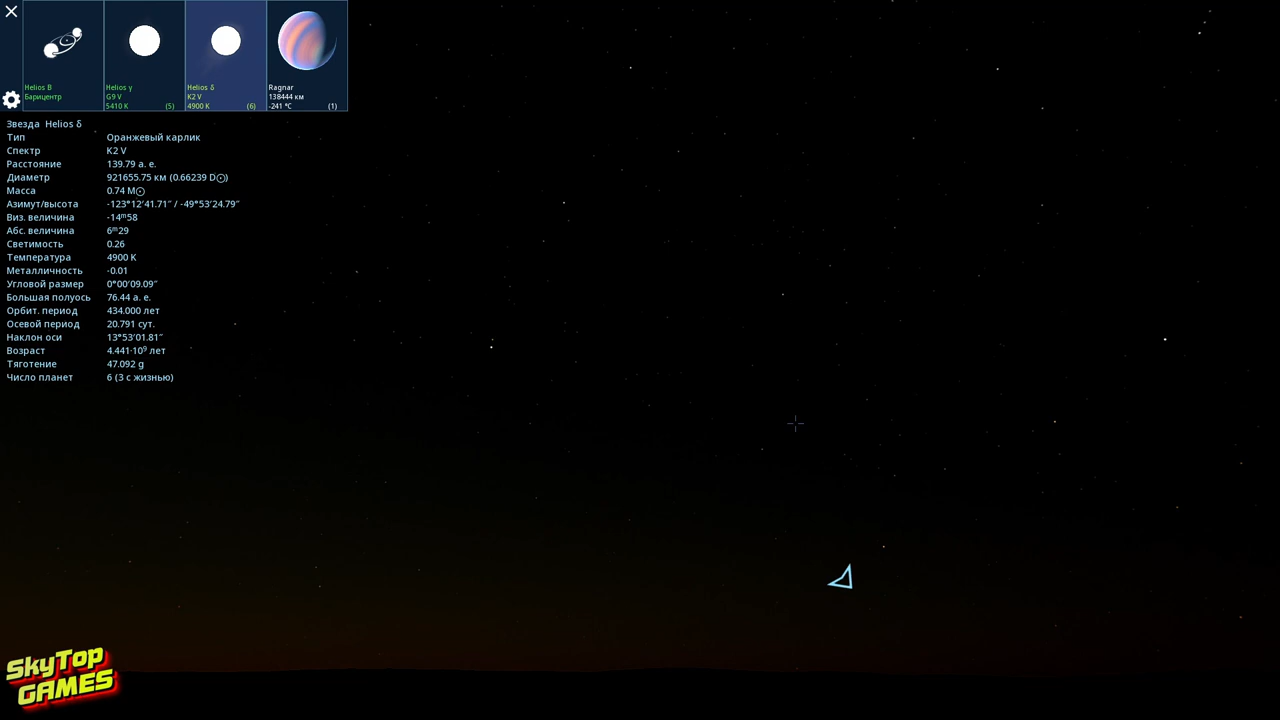 Helios B
Барицентр
Helios γ
G9 V
5410 K (5)
Helios δ
K2 V
4900 K (6)
Ragnar
138444 км
-241 °C (1)
Звезда Helios δ
Тип Оранжевый карлик
Спектр K2 V
Расстояние 139.79 а. е.
Диаметр 921655.75 км (0.66239 D☉)
Масса 0.74 M☉
Азимут/высота -123°12′41.71″ / -49°53′24.79″
Виз. величина -14ᵐ58
Абс. величина 6ᵐ29
Светимость 0.26
Температура 4900 K
Металличность -0.01
Угловой размер 0°00′09.09″
Большая полуось 76.44 а. е.
Орбит. период 434.000 лет
Осевой период 20.791 сут.
Наклон оси 13°53′01.81″
Возраст 4.441·10⁹ лет
Тяготение 47.092 g
Число планет 6 (3 с жизнью)
SkyTop
GAMES